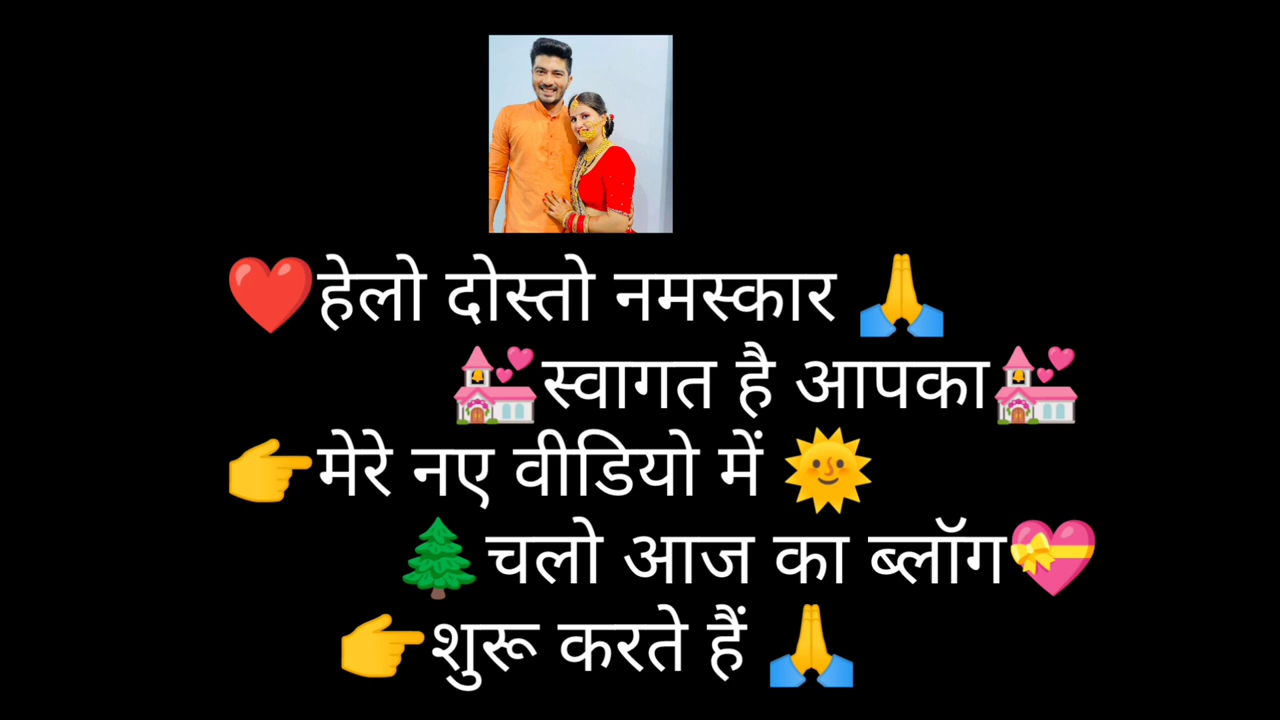 ❤️हेलो दोस्तो नमस्कार 🙏
💒स्वागत है आपका💒
👉मेरे नए वीडियो में 🌞
🌲चलो आज का ब्लॉग💝
👉शुरू करते हैं 🙏